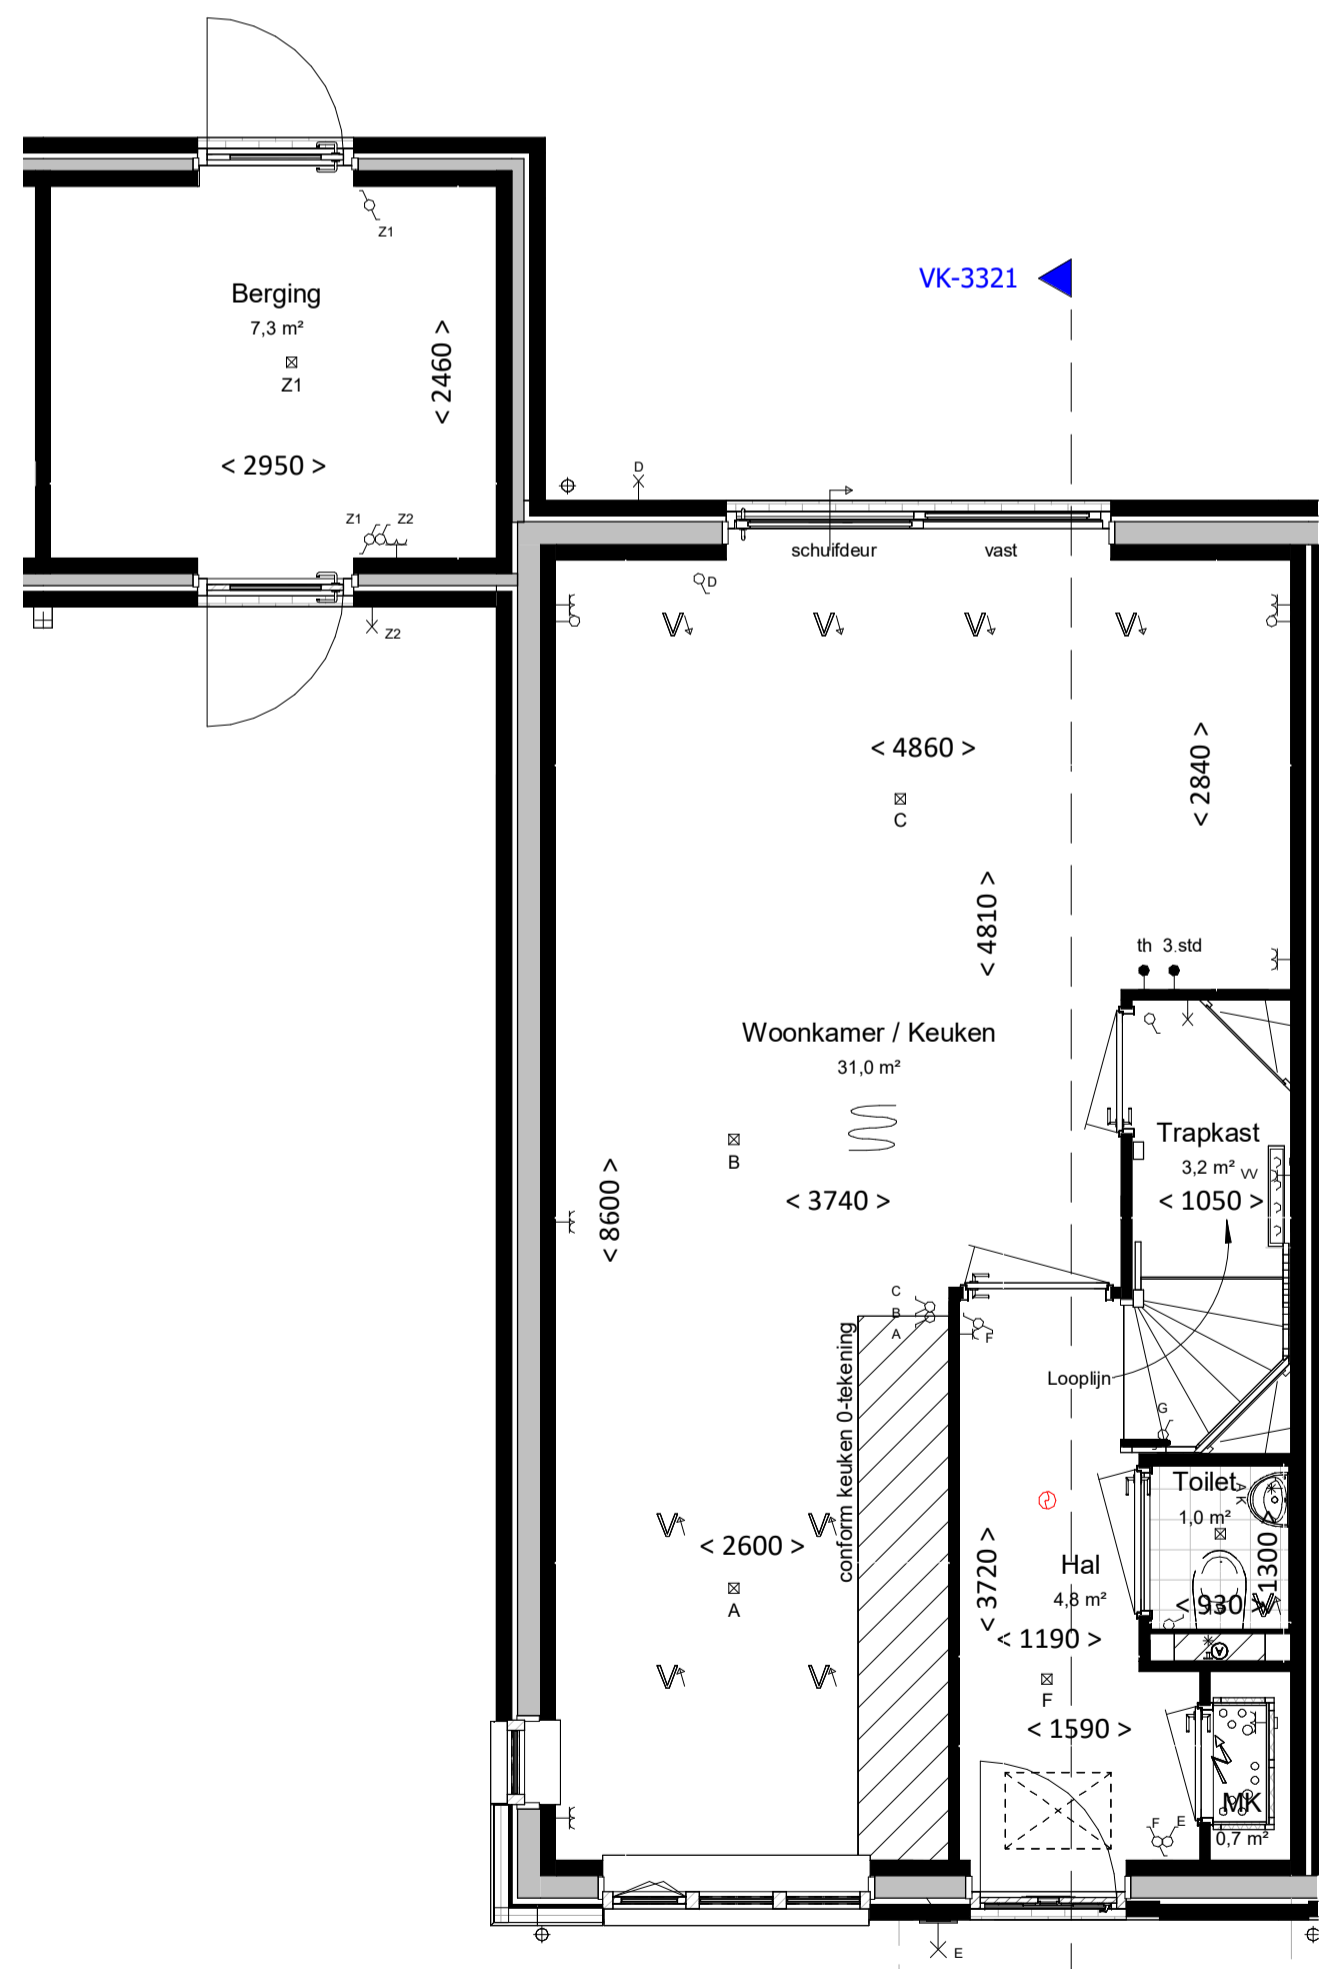 Z1
VK-3321
Berging
7,3 m²
Z1
< 2460 >
< 2950 >
D
Z1
Z2
schuifdeur
vast
D
Z2
< 4860 >
< 2840 >
C
< 4810 >
th
3.std
Woonkamer / Keuken
31,0 m²
Trapkast
3,2 m²
B
< 8600 >
< 3740 >
< 1050 >
C
B
A
F
conform keuken 0-tekening
Looplijn
G
Toilet
1,0 m²
< 2600 >
A
< 3720 >
Hal
4,8 m²
< 1300 >
< 930 >
< 1190 >
F
< 1590 >
MK
0,7 m²
F
E
E